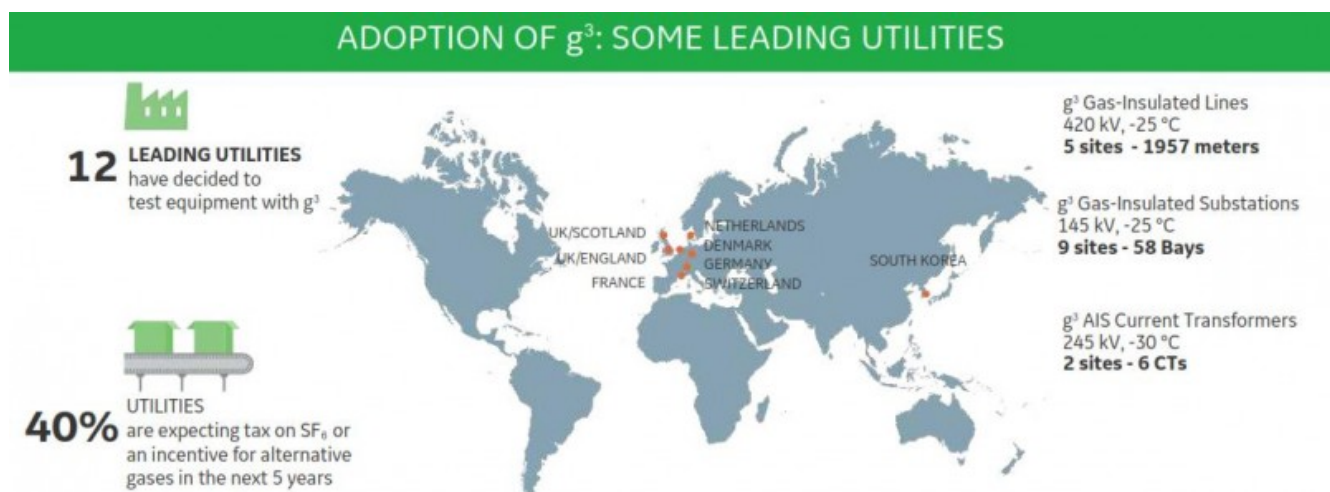 ADOPTION OF g³: SOME LEADING UTILITIES
12
LEADING UTILITIES
have decided to
test equipment with g³
40%
UTILITIES
are expecting tax on SF₆ or
an incentive for alternative
gases in the next 5 years
UK/SCOTLAND
UK/ENGLAND
FRANCE
NETHERLANDS
DENMARK
GERMANY
SWITZERLAND
SOUTH KOREA
g³ Gas-Insulated Lines
420 kV, -25 °C
5 sites - 1957 meters
g³ Gas-Insulated Substations
145 kV, -25 °C
9 sites - 58 Bays
g³ AIS Current Transformers
245 kV, -30 °C
2 sites - 6 CTs